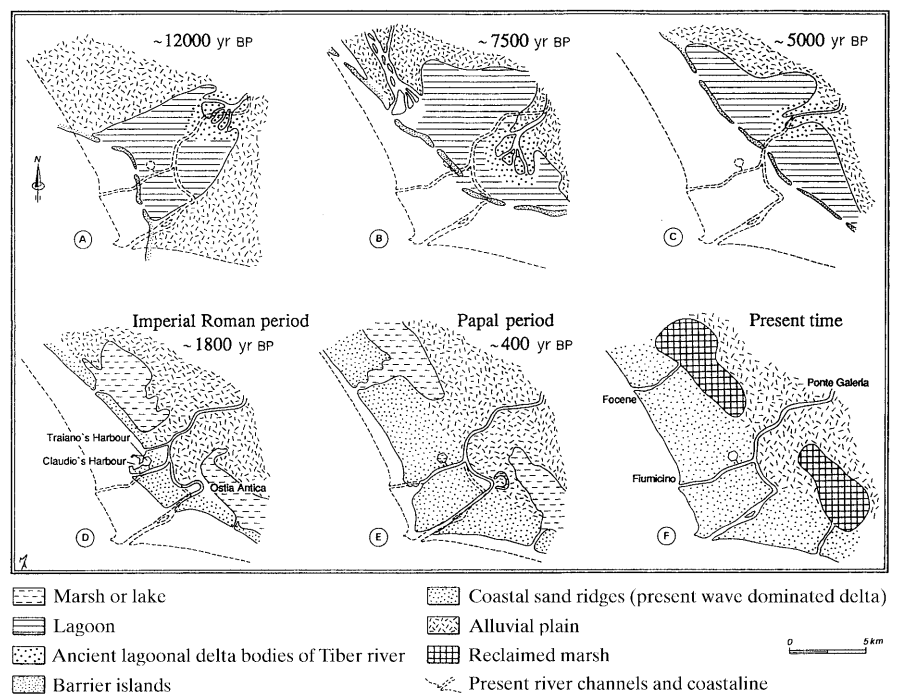 ~12000 yr BP
~7500 yr BP
~5000 yr BP
N
A
B
C
Imperial Roman period
~1800 yr BP
Papal period
~400 yr BP
Present time
Ponte Galeria
Focene
Traiano`s Harbour
Claudio`s Harbour
Ostia Antica
Fiumicino
D
E
F
Marsh or lake
Lagoon
Ancient lagoonal delta bodies of Tiber river
Barrier islands
Coastal sand ridges (present wave dominated delta)
Alluvial plain
Reclaimed marsh
Present river channels and coastaline
0 5 km